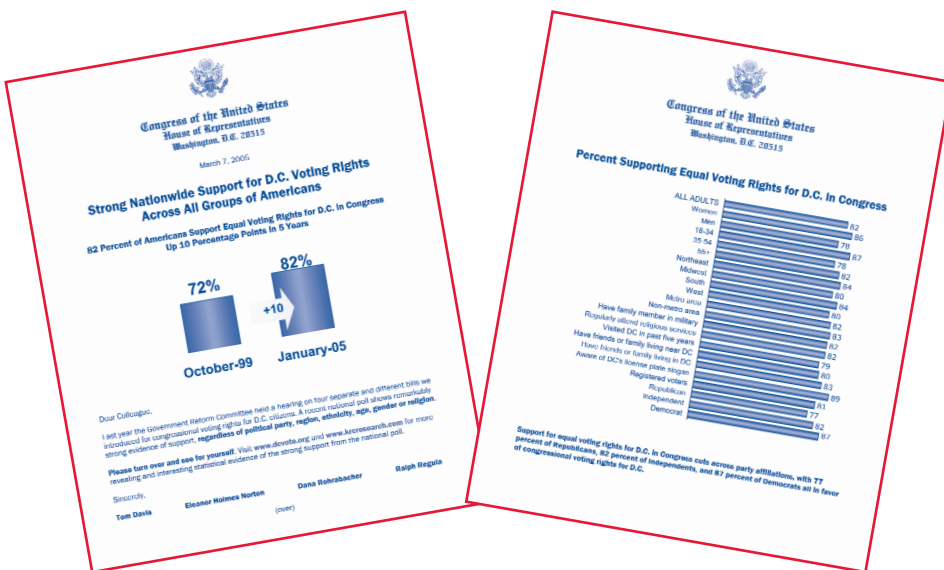 Congress of the United States
House of Representatives
Washington, D.C. 20515
March 7, 2005
Strong Nationwide Support for D.C. Voting Rights
Across All Groups of Americans
82 Percent of Americans Support Equal Voting Rights for D.C. in Congress
Up 10 Percentage Points in 5 Years
72%
82%
+10
October-99
January-05
Dear Colleague,
Last year the Government Reform Committee held a hearing on four separate and different bills we
introduced for congressional voting rights for D.C. citizens. A recent national poll shows remarkably
strong evidence of support, regardless of political party, region, ethnicity, age, gender or religion.
Please turn over and see for yourself. Visit www.dcvote.org and www.krcresearch.com for more
revealing and interesting statistical evidence of the strong support from the national poll.
Sincerely,
Tom Davis Eleanor Holmes Norton Dana Rohrabacher Ralph Regula
(over)
Congress of the United States
House of Representatives
Washington, D.C. 20515
Percent Supporting Equal Voting Rights for D.C. in Congress
ALL ADULTS 82
Women 86
Men 78
18-34 87
35-54 78
55+ 82
Northeast 84
Midwest 80
South 84
West 80
Metro area 82
Non-metro area 83
Have family member in military 82
Regularly attend religious services 82
Visited DC in past five years 79
Have friends or family living near DC 80
Have friends or family living in DC 83
Aware of DC's license plate slogan 89
Registered voters 81
Republican 77
Independent 82
Democrat 87
Support for equal voting rights for D.C. in Congress cuts across party affiliations, with 77
percent of Republicans, 82 percent of Independents, and 87 percent of Democrats all in favor
of congressional voting rights for D.C.